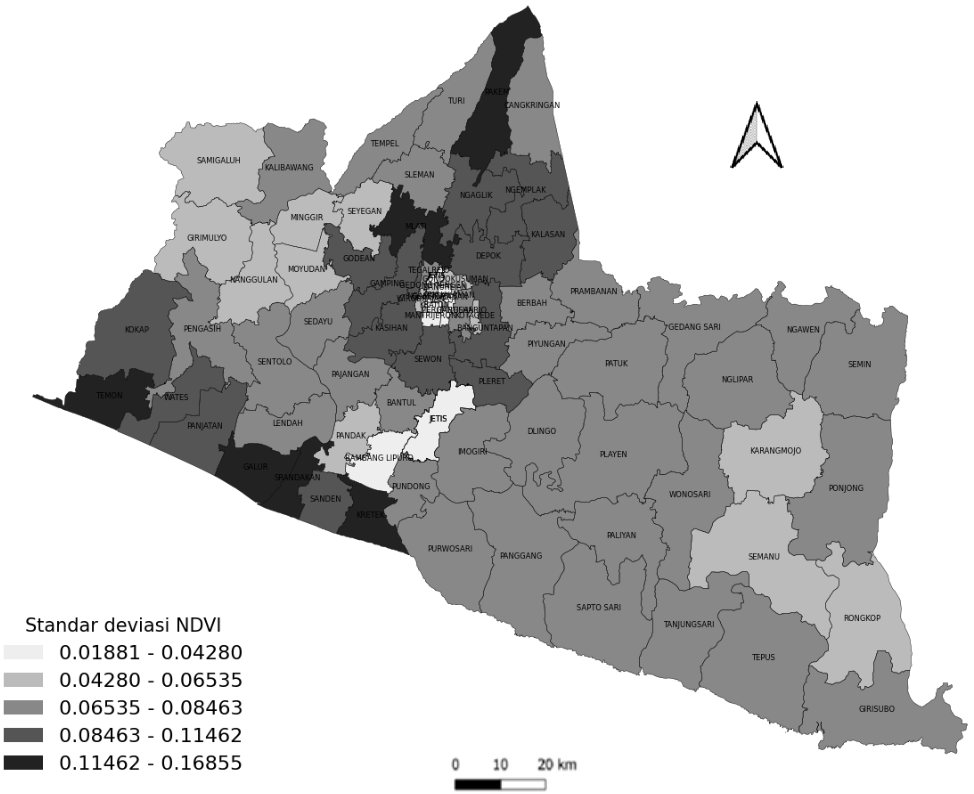 PAKEM
TURI
CANGKRINGAN
TEMPEL
SAMIGALUH
KALIBAWANG
SLEMAN
NGAGLIK
NGEMPLAK
MINGGIR
SEYEGAN
MLATI
GIRIMULYO
KALASAN
GODEAN
DEPOK
MOYUDAN
TEGALREJO
NANGGULAN
GAMPING
PRAMBANAN
BERBAH
SEDAYU
MANTRIJERON
KOTAGEDE
KOKAP
PENGASIH
KASIHAN
BANGUNTAPAN
GEDANG SARI
NGAWEN
PIYUNGAN
SENTOLO
SEWON
PATUK
SEMIN
PAJANGAN
PLERET
NGLIPAR
TEMON
WATES
BANTUL
PANJATAN
LENDAH
JETIS
DLINGO
PANDAK
IMOGIRI
PLAYEN
KARANGMOJO
BAMBANG LIPURO
GALUR
SRANDAKAN
PUNDONG
PONJONG
SANDEN
WONOSARI
KRETEK
PALIYAN
PURWOSARI
PANGGANG
SEMANU
SAPTO SARI
RONGKOP
TANJUNGSARI
TEPUS
GIRISUBO
Standar deviasi NDVI
0.01881 - 0.04280
0.04280 - 0.06535
0.06535 - 0.08463
0.08463 - 0.11462
0.11462 - 0.16855
0 10 20 km